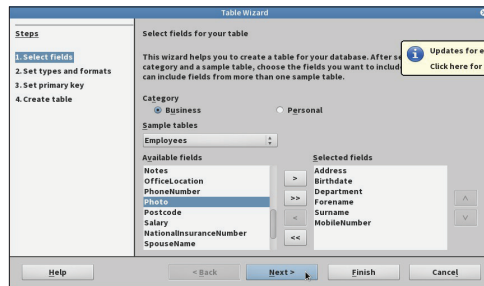 Table Wizard
Steps
1.Select fields
2.Set types and formats
3.Set primary key
4.Create table
Select fields for your table
This wizard helps you to create a table for your database. After se
category and a sample table, choose the fields you want to includ
can include fields from more than one sample table.
Updates for e
Click here for
Category
Business
Personal
Sample tables
Employees
Available fields
Notes
OfficeLocation
PhoneNumber
Photo
Postcode
Salary
NationalInsuranceNumber
SpouseName
>
>>
<
<<
Selected fields
Address
Birthdate
Department
Forename
Surname
MobileNumber
Help
< Back
Next >
Finish
Cancel